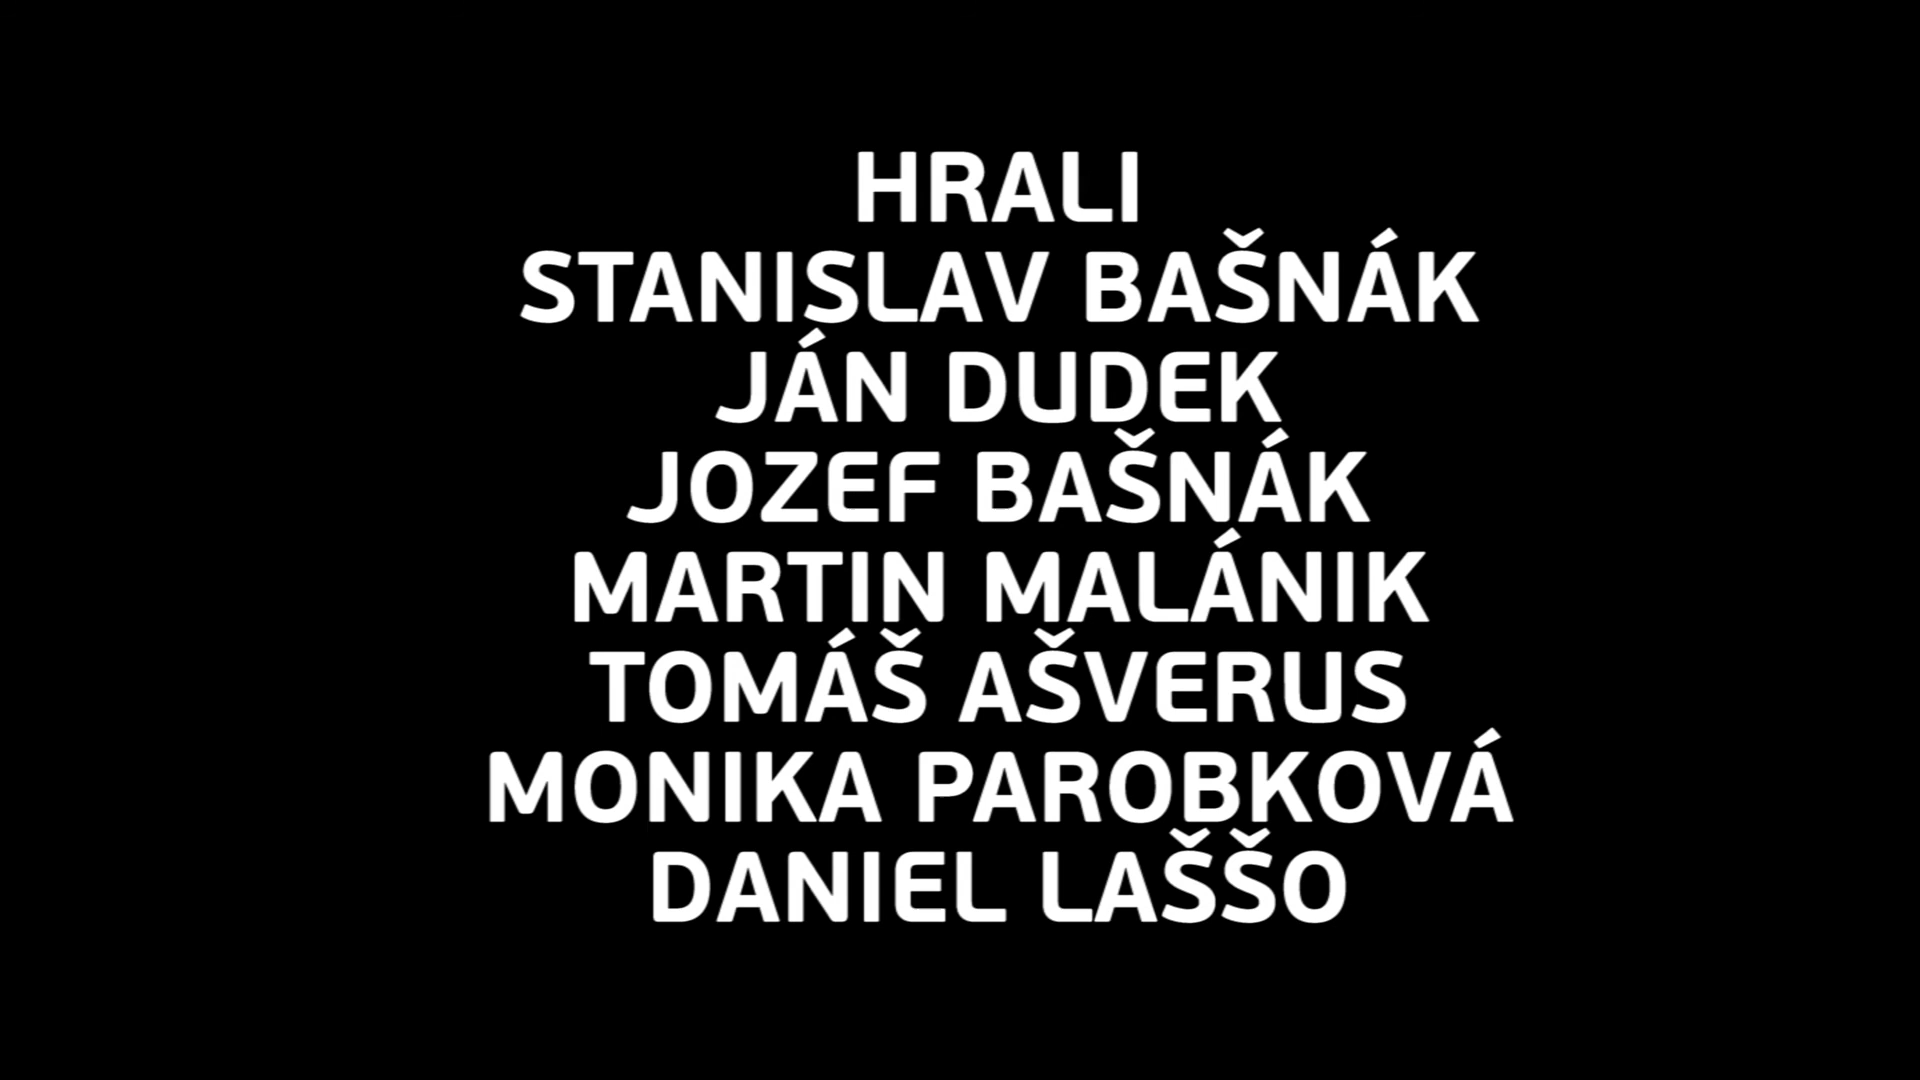 HRALI
STANISLAV BAŠNÁK
JÁN DUDEK
JOZEF BAŠNÁK
MARTIN MALÁNIK
TOMÁŠ AŠVERUS
MONIKA PAROBKOVÁ
DANIEL LAŠŠO